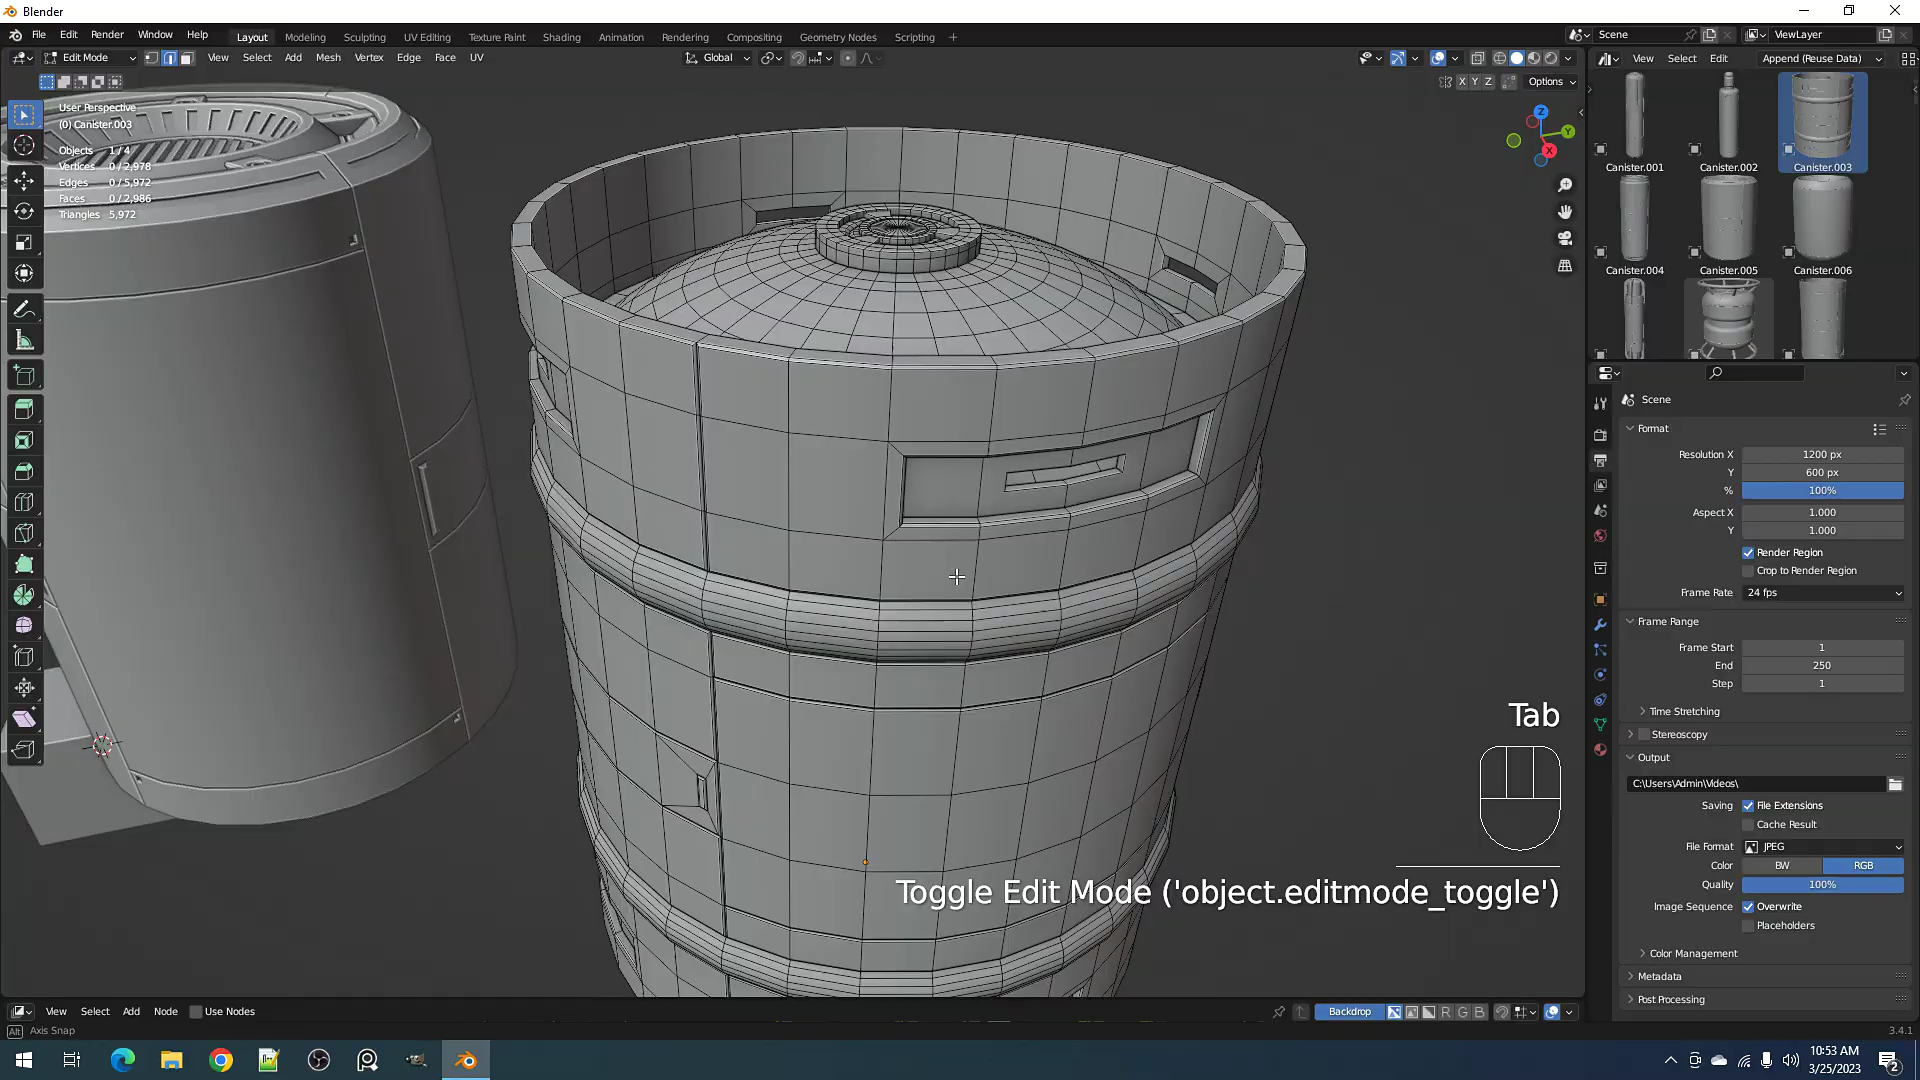 Blender
File Edit Render Window Help Layout Modeling Sculpting UV Editing Texture Paint Shading Animation Rendering Compositing Geometry Nodes Scripting + Scene ViewLayer
Edit Mode View Select Add Mesh Vertex Edge Face UV Global View Select Edit Append (Reuse Data)
X Y Z Options
User Perspective
(0) Canister.003
Objects 1/4
Vertices 0/2,978
Edges 0/5,972
Faces 0/2,986
Triangles 5,972
Z
Y
X
Canister.001 Canister.002 Canister.003
Canister.004 Canister.005 Canister.006
Scene
Format
Resolution X 1200 px
Y 600 px
% 100%
Aspect X 1.000
Y 1.000
Render Region
Crop to Render Region
Frame Rate 24 fps
Frame Range
Frame Start 1
End 250
Step 1
Time Stretching
Stereoscopy
Output
C:\Users\Admin\Videos\
Saving File Extensions
Cache Result
File Format JPEG
Color BW RGB
Quality 100%
Image Sequence Overwrite
Placeholders
Color Management
Metadata
Post Processing
Tab
Toggle Edit Mode ('object.editmode_toggle')
View Select Add Node Use Nodes Backdrop R G B
Alt Axis Snap 3.4.1
10:53 AM
3/25/2023
2